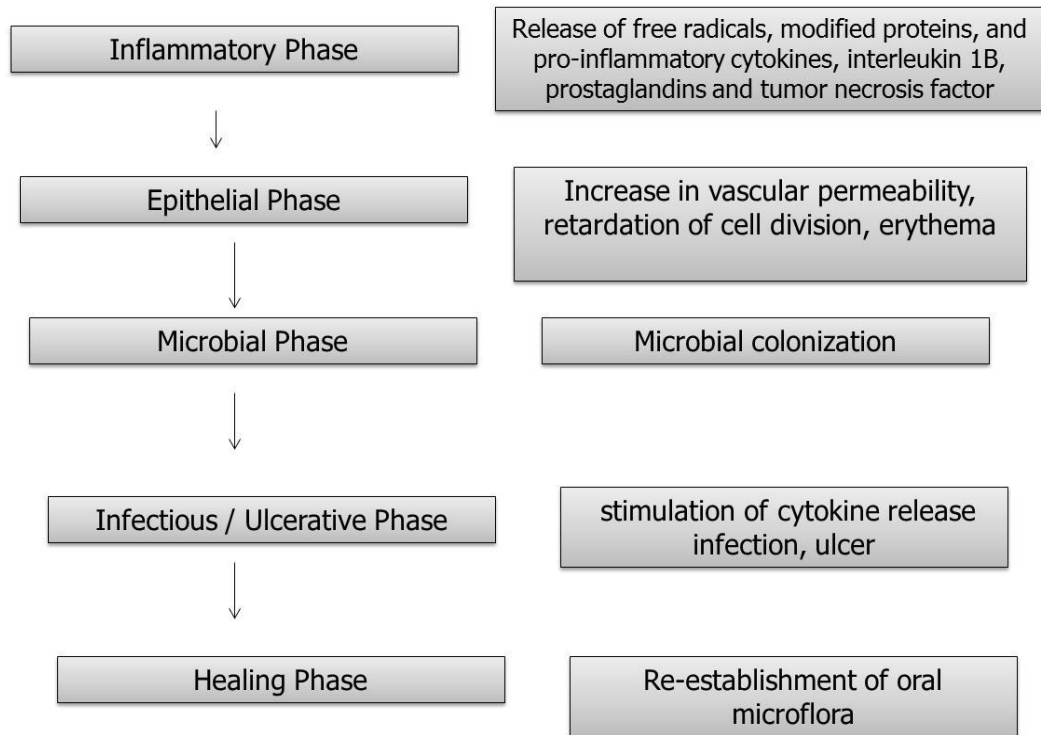 Inflammatory Phase
Release of free radicals, modified proteins, and
pro-inflammatory cytokines, interleukin 1B,
prostaglandins and tumor necrosis factor
Epithelial Phase
Increase in vascular permeability,
retardation of cell division, erythema
Microbial Phase
Microbial colonization
Infectious / Ulcerative Phase
stimulation of cytokine release
infection, ulcer
Healing Phase
Re-establishment of oral
microflora